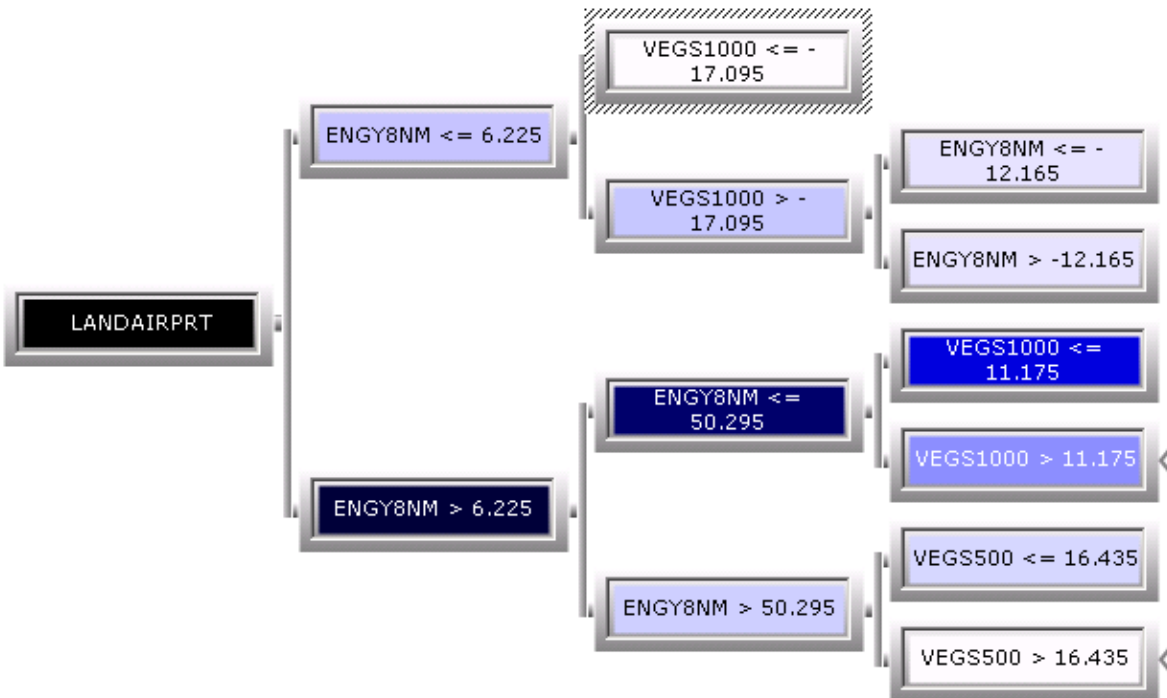 VEGS1000 <= -
17.095
ENGY8NM <= 6.225
ENGY8NM <= -
12.165
VEGS1000 > -
17.095
ENGY8NM > -12.165
LANDAIRPRT
VEGS1000 <=
11.175
ENGY8NM <=
50.295
VEGS1000 > 11.175
ENGY8NM > 6.225
VEGS500 <= 16.435
ENGY8NM > 50.295
VEGS500 > 16.435